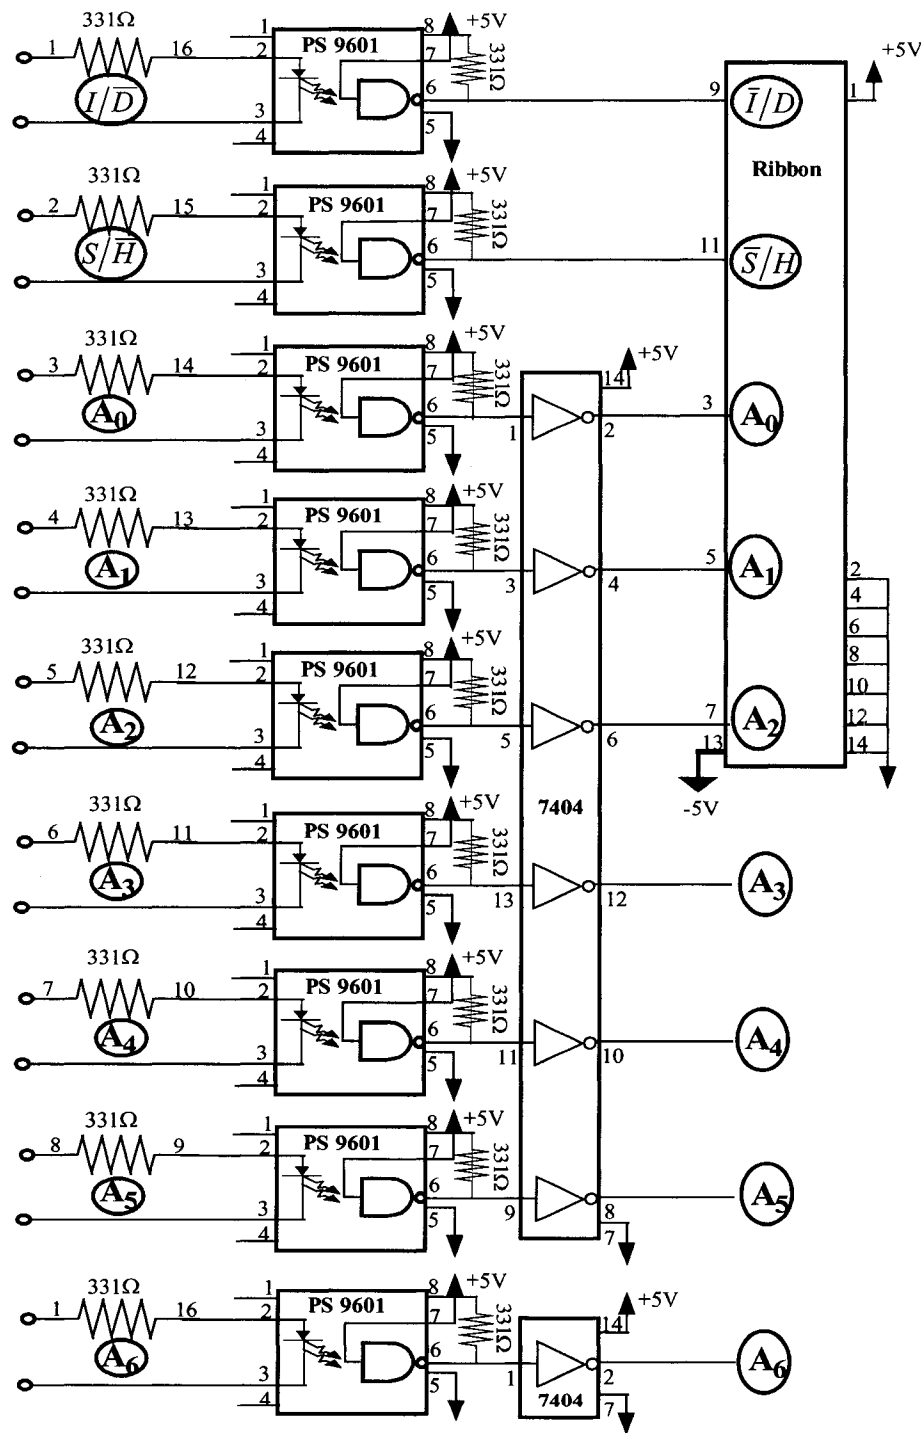 331Ω 1 PS 9601 8 +5V
1 16 2 7 331Ω +5V
I/D̅ 6 9 I̅/D 1
3 5
4 Ribbon
331Ω 1 PS 9601 8 +5V
2 15 2 7 331Ω
S/H̅ 6 11 S̅/H
3 5
4
331Ω 1 PS 9601 8 +5V +5V
3 14 2 7 331Ω 14
A0 6 1 2 3 A0
3 5
4
331Ω 1 PS 9601 8 +5V
4 13 2 7 331Ω
A1 6 3 4 5 A1 2
3 5 4
4 6
331Ω 1 PS 9601 8 +5V 8
5 12 2 7 331Ω 10
A2 6 5 6 7 A2 12
3 5 13 14
4 -5V
331Ω 1 PS 9601 8 +5V 7404
6 11 2 7 331Ω
A3 6 13 12 A3
3 5
4
331Ω 1 PS 9601 8 +5V
7 10 2 7 331Ω
A4 6 11 10 A4
3 5
4
331Ω 1 PS 9601 8 +5V
8 9 2 7 331Ω
A5 6 9 A5
3 5 8
4 7
331Ω 1 PS 9601 8 +5V +5V
1 16 2 7 331Ω 14
A6 6 1 2 A6
3 5 7404
4 7